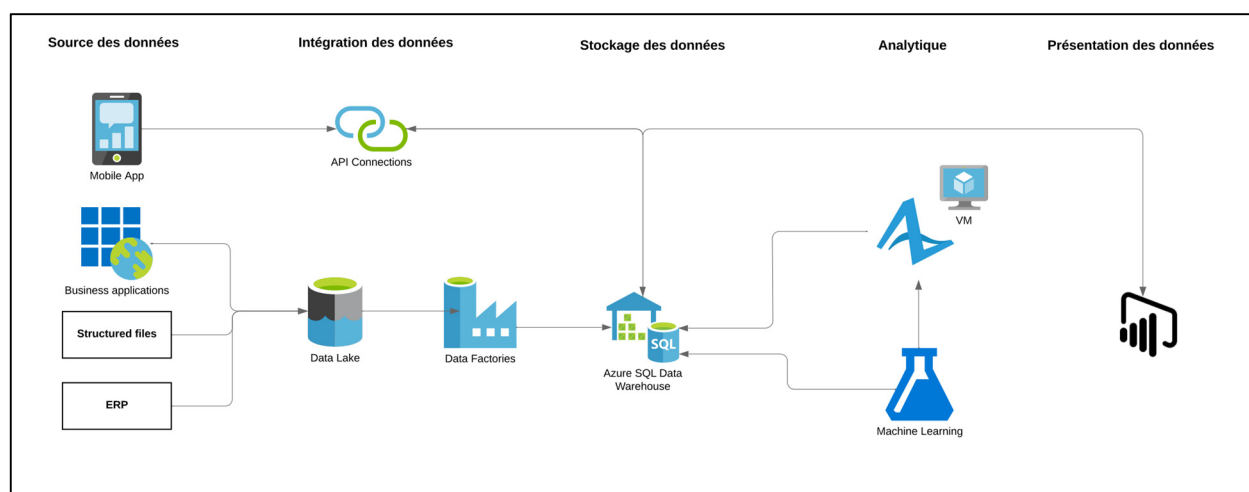 Source des données
Intégration des données
Stockage des données
Analytique
Présentation des données
Mobile App
API Connections
VM
Business applications
Structured files
Data Lake
Data Factories
SQL
Azure SQL Data
Warehouse
ERP
Machine Learning